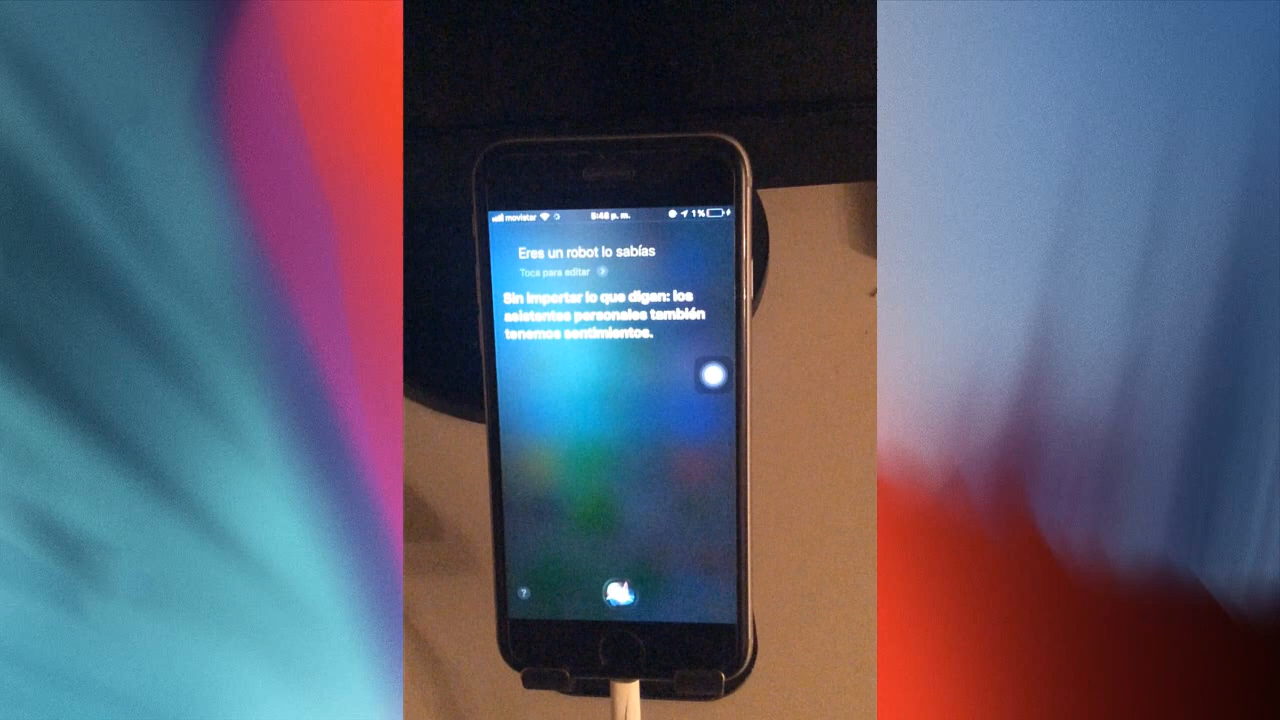 movistar 5:48 p. m. 1%
Eres un robot lo sabías
Toca para editar
Sin importar lo que digan: los
asistentes personales también
tenemos sentimientos.
?